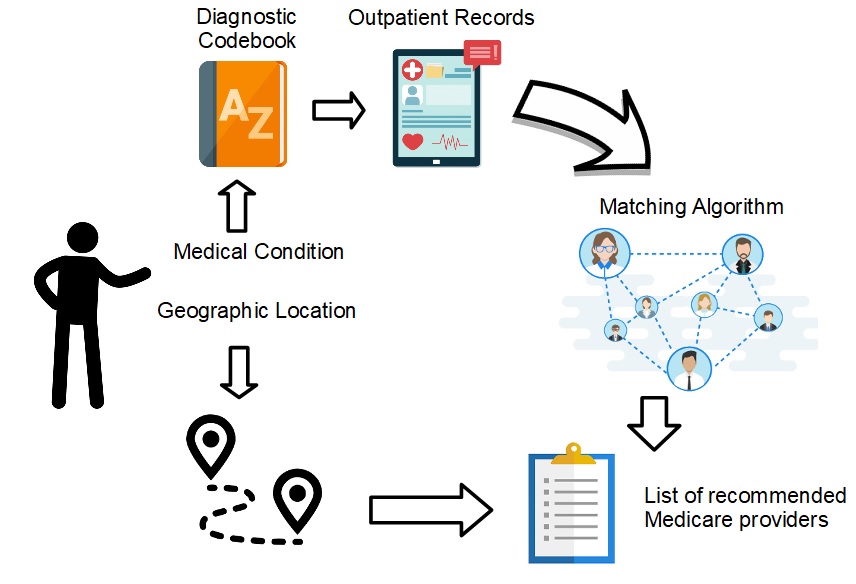 Diagnostic
Codebook
Outpatient Records
AZ
!
Matching Algorithm
Medical Condition
Geographic Location
List of recommended
Medicare providers